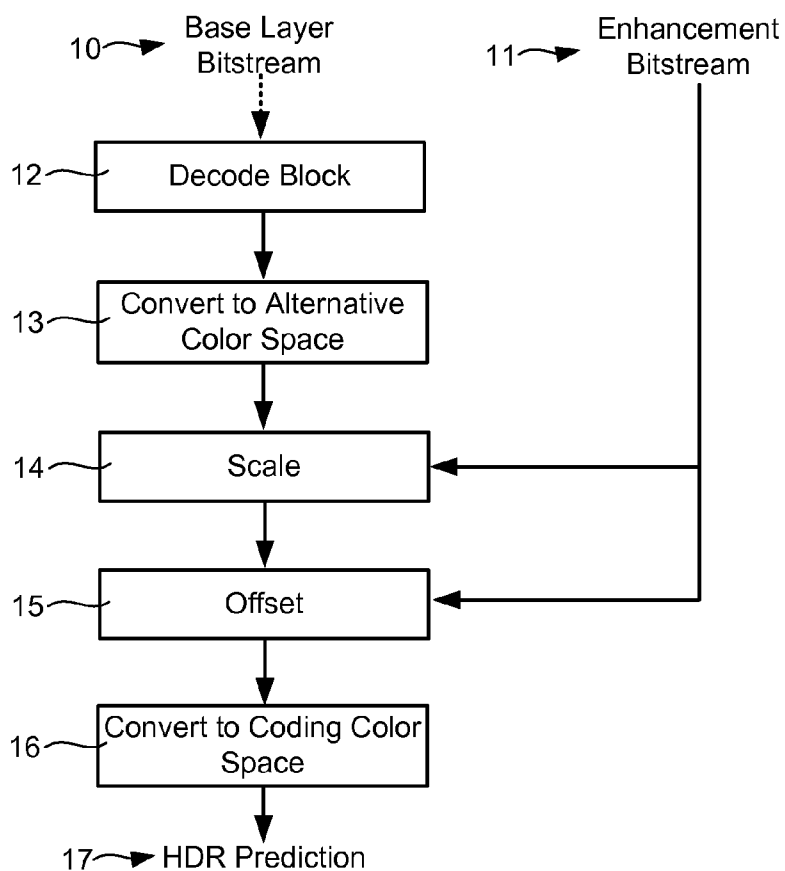 10
Base Layer
Bitstream
11
Enhancement
Bitstream
12
Decode Block
13
Convert to Alternative
Color Space
14
Scale
15
Offset
16
Convert to Coding Color
Space
17
HDR Prediction